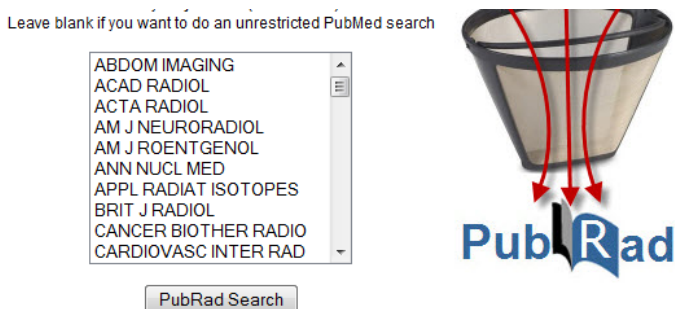 Leave blank if you want to do an unrestricted PubMed search
ABDOM IMAGING
ACAD RADIOL
ACTA RADIOL
AM J NEURORADIOL
AM J ROENTGENOL
ANN NUCL MED
APPL RADIAT ISOTOPES
BRIT J RADIOL
CANCER BIOTHER RADIO
CARDIOVASC INTER RAD
PubRad Search
PubRad